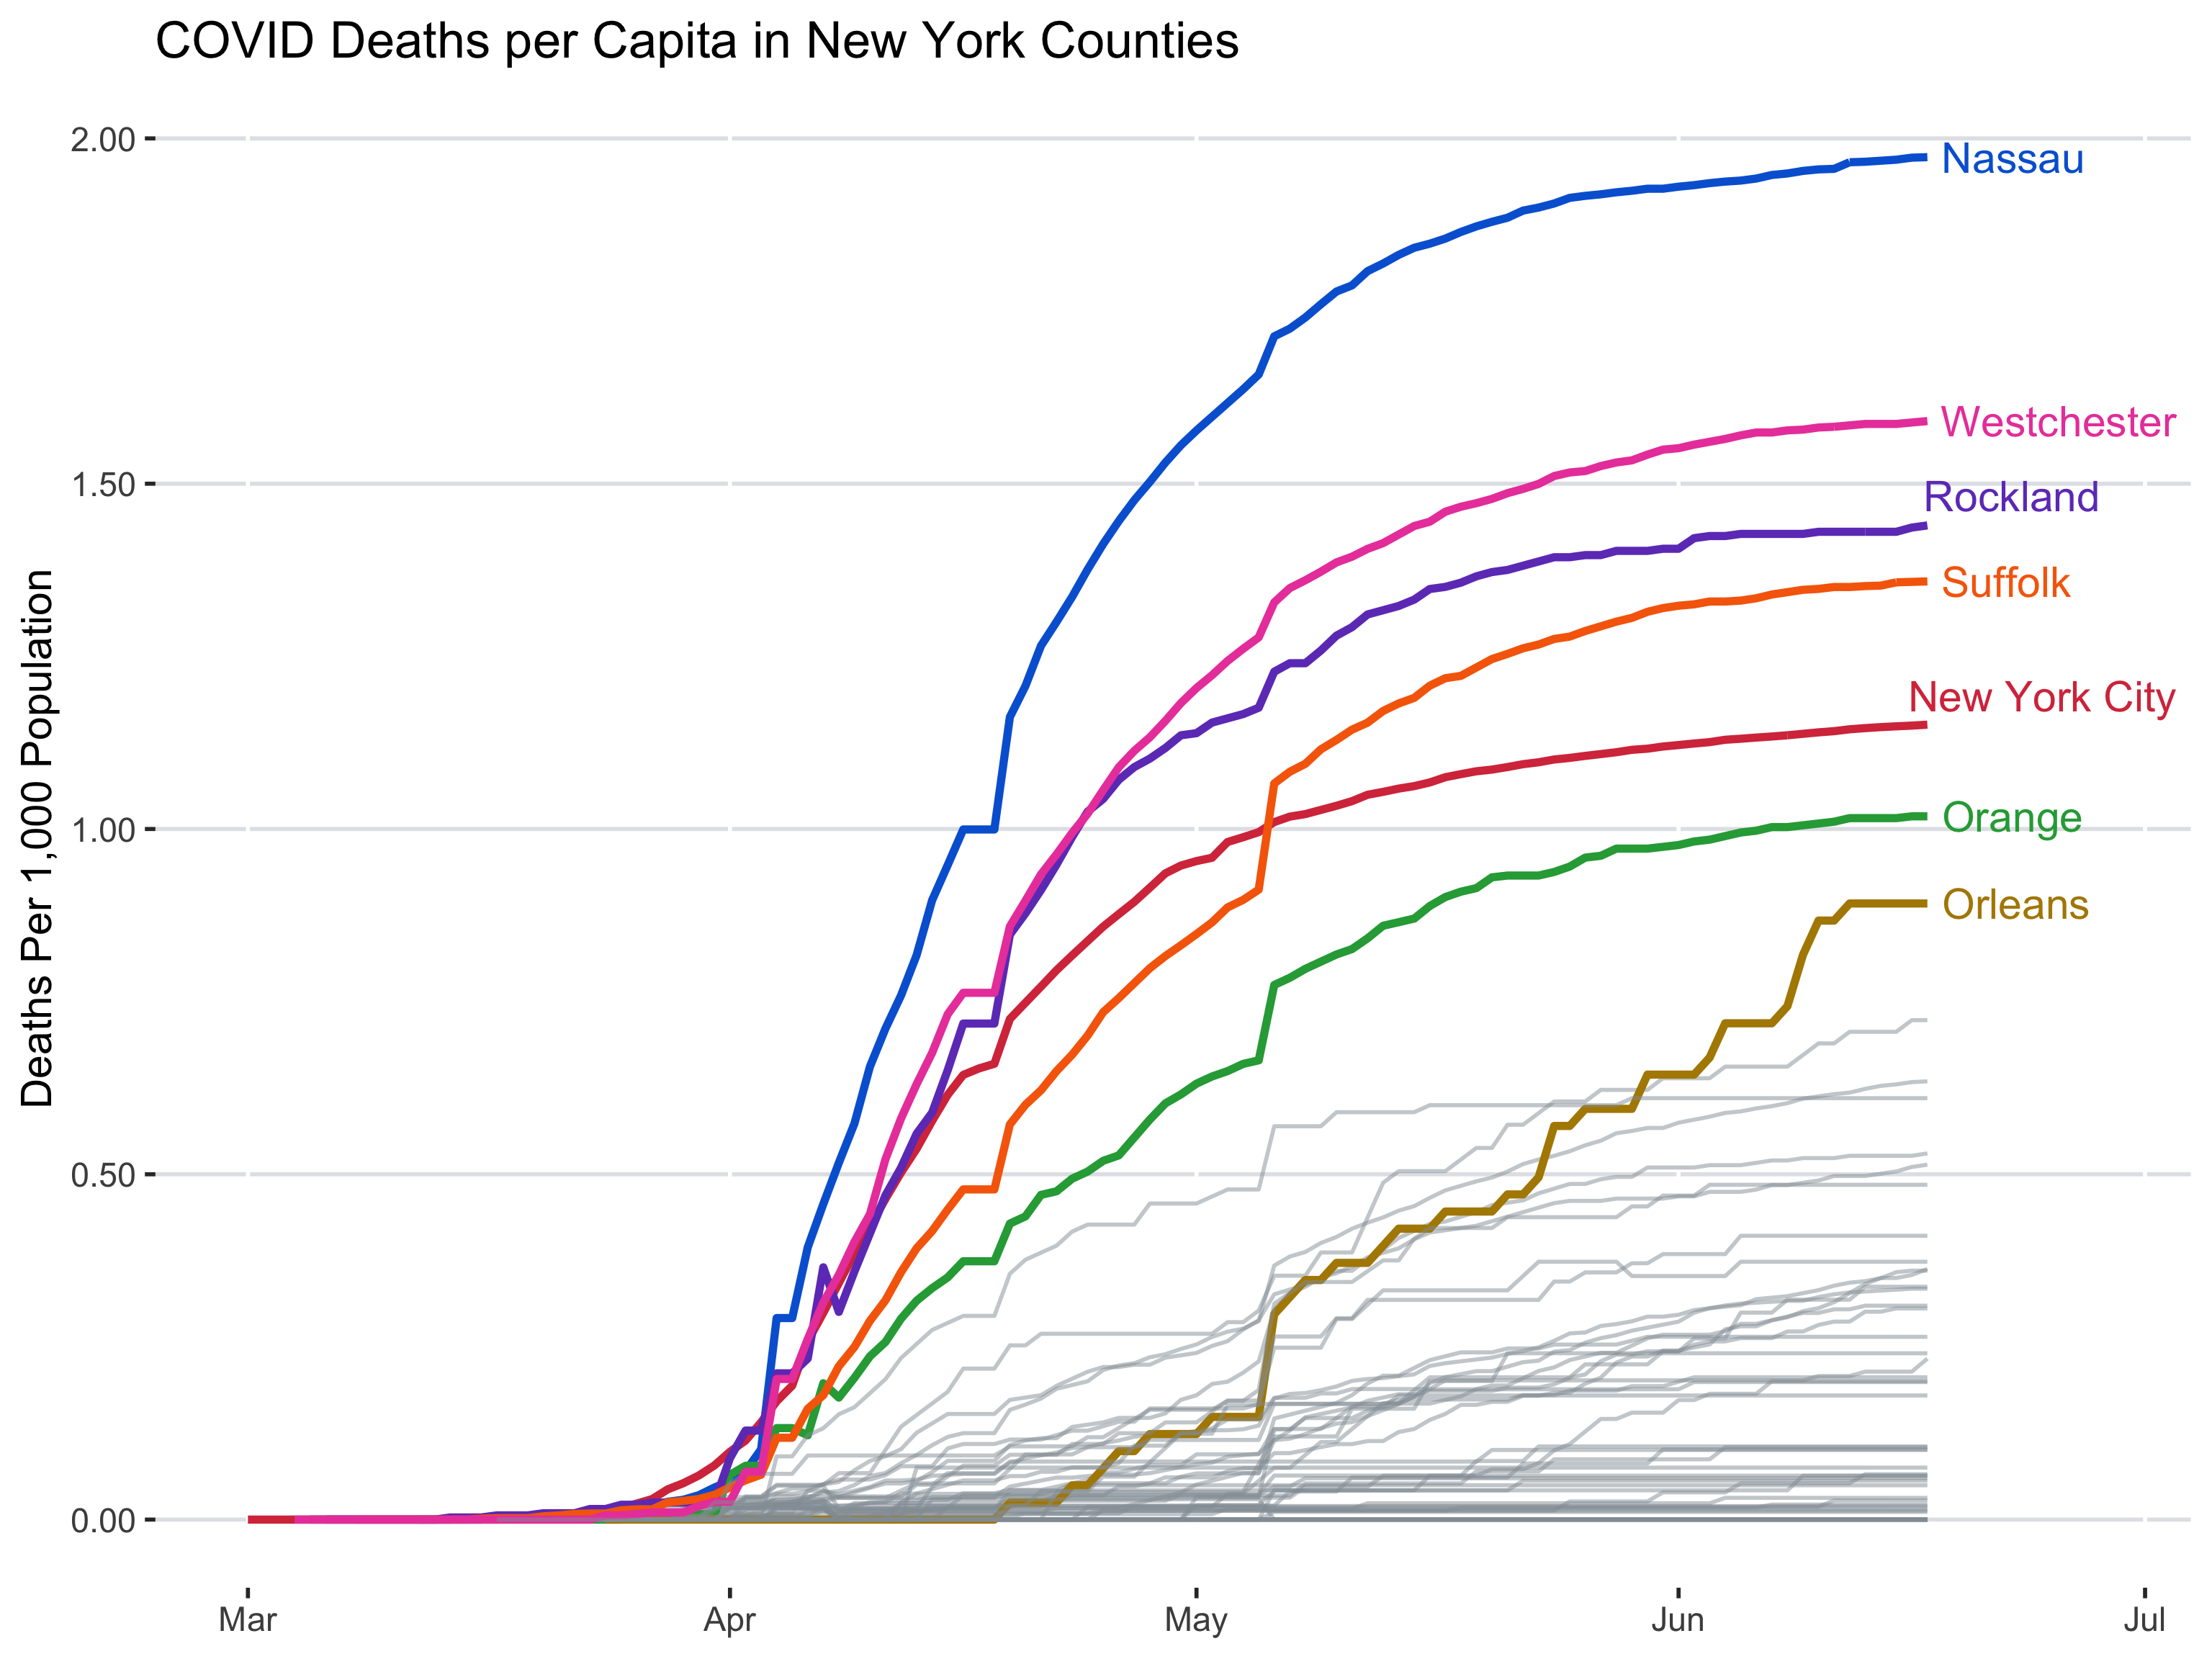 COVID Deaths per Capita in New York Counties
Deaths Per 1,000 Population
2.00
1.50
1.00
0.50
0.00
Mar
Apr
May
Jun
Jul
Nassau
Westchester
Rockland
Suffolk
New York City
Orange
Orleans